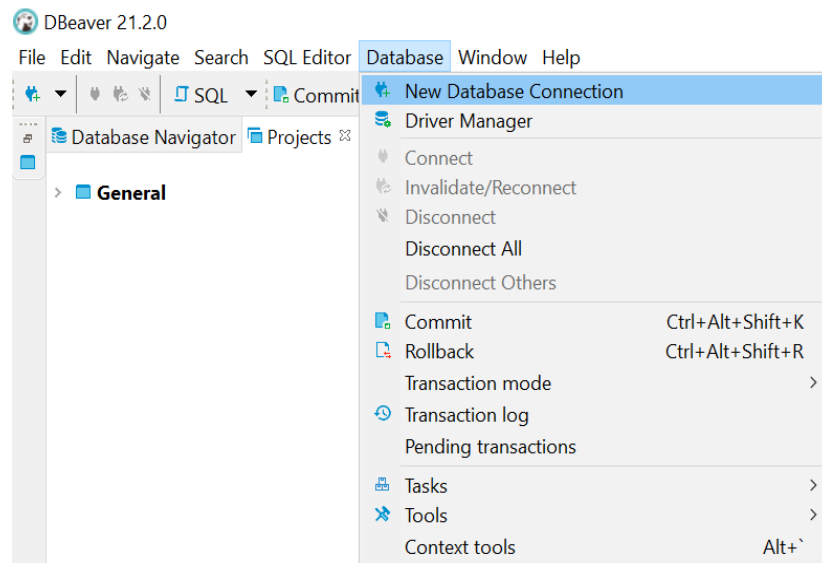 DBeaver 21.2.0
File Edit Navigate Search SQL Editor Database Window Help
SQL Commit
Database Navigator Projects
General
New Database Connection
Driver Manager
Connect
Invalidate/Reconnect
Disconnect
Disconnect All
Disconnect Others
Commit Ctrl+Alt+Shift+K
Rollback Ctrl+Alt+Shift+R
Transaction mode
Transaction log
Pending transactions
Tasks
Tools
Context tools Alt+`